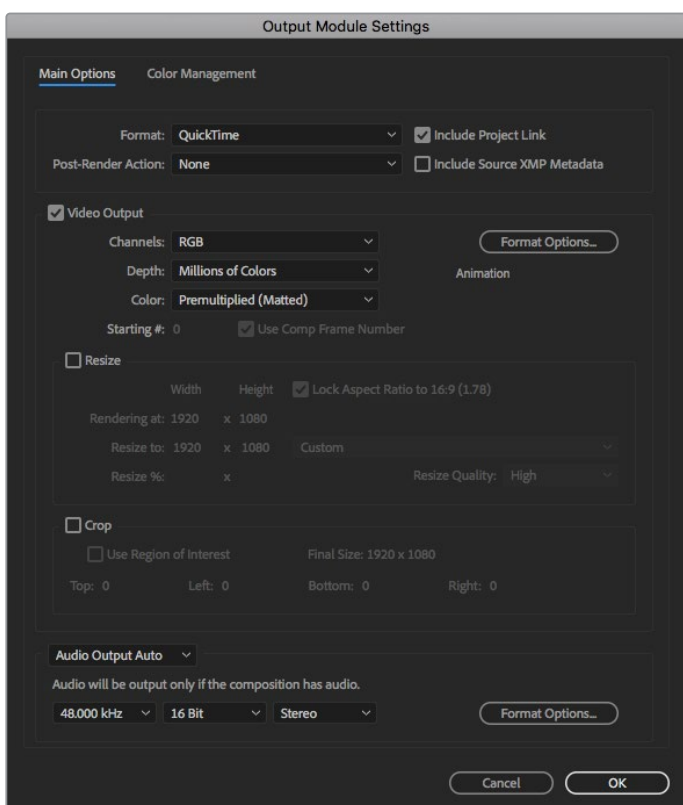 Output Module Settings
Main Options Color Management
Format: QuickTime Include Project Link
Post-Render Action: None Include Source XMP Metadata
Video Output
Channels: RGB Format Options...
Depth: Millions of Colors Animation
Color: Premultiplied (Matted)
Starting #: 0 Use Comp Frame Number
Resize
Width Height Lock Aspect Ratio to 16:9 (1.78)
Rendering at: 1920 x 1080
Resize to: 1920 x 1080 Custom
Resize %: x Resize Quality: High
Crop
Use Region of Interest Final Size: 1920 x 1080
Top: 0 Left: 0 Bottom: 0 Right: 0
Audio Output Auto
Audio will be output only if the composition has audio.
48.000 kHz 16 Bit Stereo Format Options...
Cancel OK